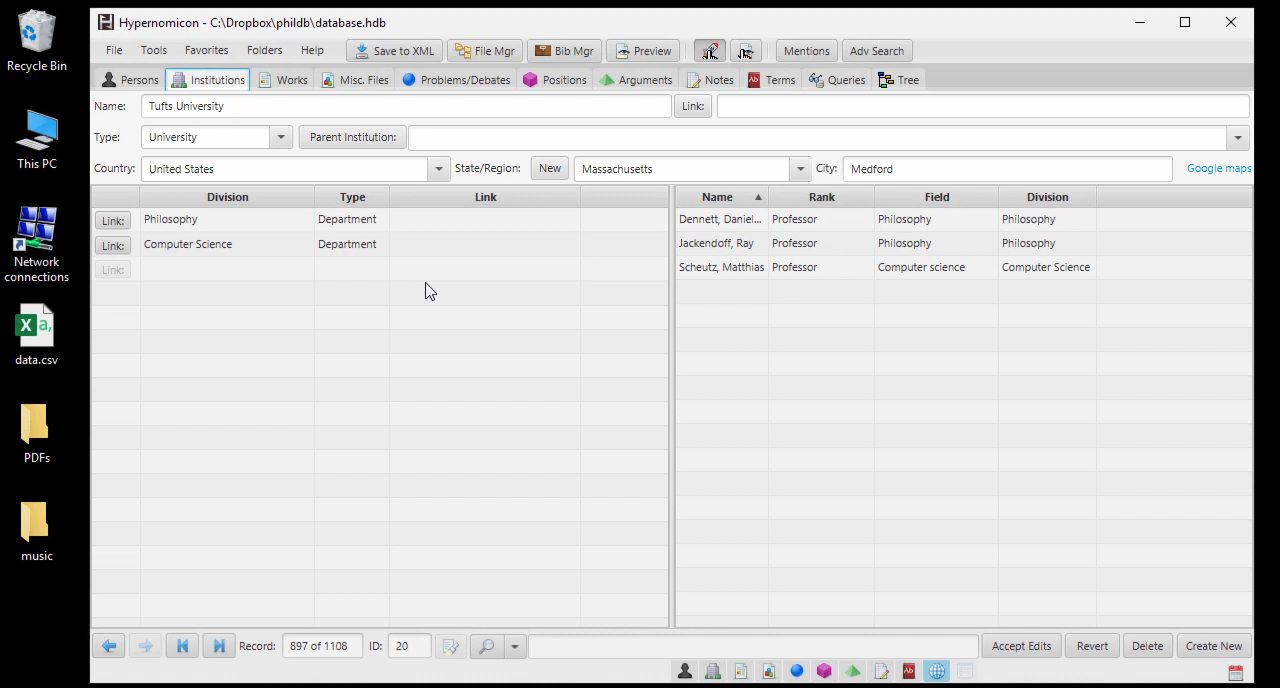 Recycle Bin
This PC
Network
connections
data.csv
PDFs
music
Hypernomicon - C:\Dropbox\phildb\database.hdb
File Tools Favorites Folders Help Save to XML File Mgr Bib Mgr Preview Mentions Adv Search
Persons Institutions Works Misc. Files Problems/Debates Positions Arguments Notes Terms Queries Tree
Name: Tufts University Link:
Type: University Parent Institution:
Country: United States State/Region: New Massachusetts City: Medford Google maps
Division Type Link
Link: Philosophy Department
Link: Computer Science Department
Link:
Name Rank Field Division
Dennett, Daniel... Professor Philosophy Philosophy
Jackendoff, Ray Professor Philosophy Philosophy
Scheutz, Matthias Professor Computer science Computer Science
Record: 897 of 1108 ID: 20 Accept Edits Revert Delete Create New